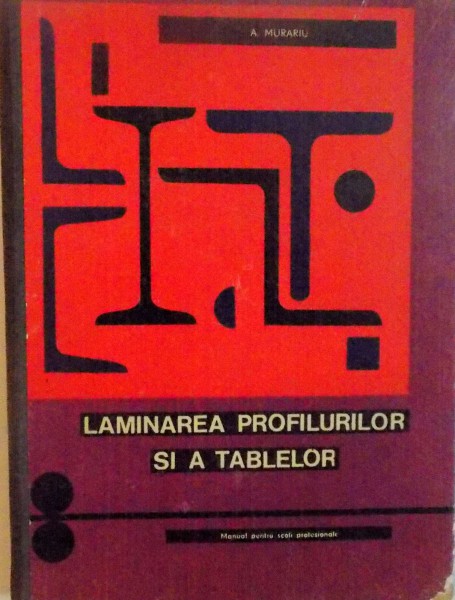 A. MURARIU
LAMINAREA PROFILURILOR
SI A TABLELOR
Manual pentru scoli profesionale